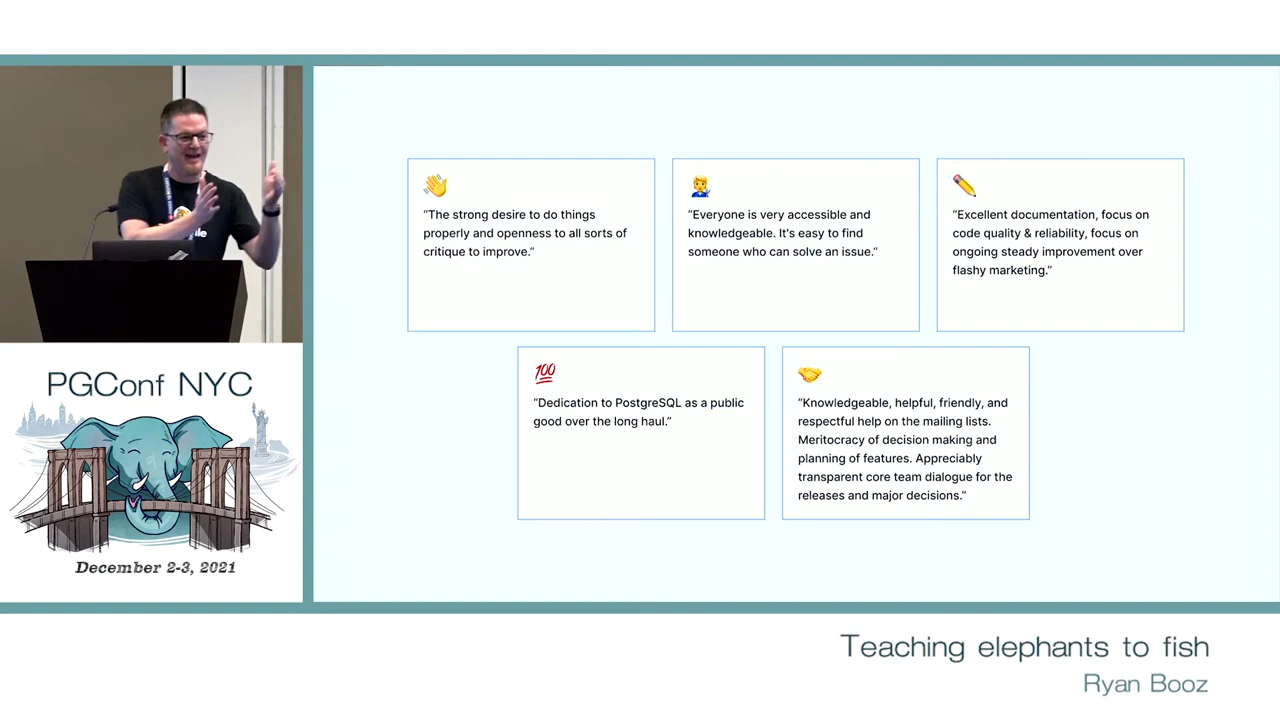 “The strong desire to do things
properly and openness to all sorts of
critique to improve.”
“Everyone is very accessible and
knowledgeable. It's easy to find
someone who can solve an issue.”
“Excellent documentation, focus on
code quality & reliability, focus on
ongoing steady improvement over
flashy marketing.”
100
“Dedication to PostgreSQL as a public
good over the long haul.”
“Knowledgeable, helpful, friendly, and
respectful help on the mailing lists.
Meritocracy of decision making and
planning of features. Appreciably
transparent core team dialogue for the
releases and major decisions.”
PGConf NYC
December 2-3, 2021
Teaching elephants to fish
Ryan Booz